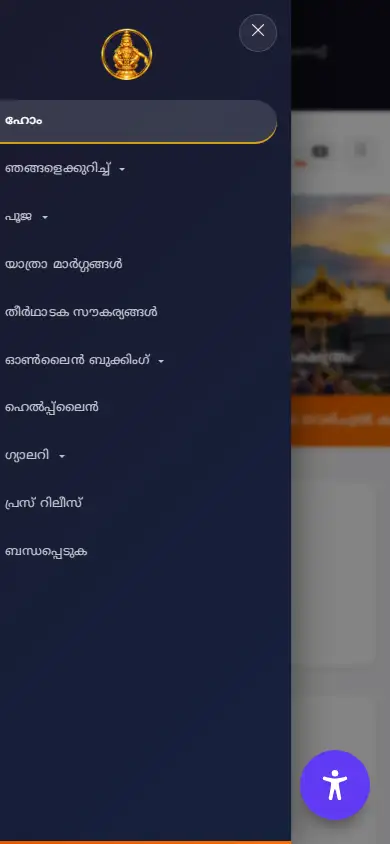 ഹോം
ഞങ്ങളെക്കുറിച്ച്
പൂജ
യാത്രാ മാർഗ്ഗങ്ങൾ
തീർഥാടക സൗകര്യങ്ങൾ
ഓൺലൈൻ ബുക്കിംഗ്
ഹെൽപ്പ്ലൈൻ
ഗ്യാലറി
പ്രസ് റിലീസ്
ബന്ധപ്പെടുക